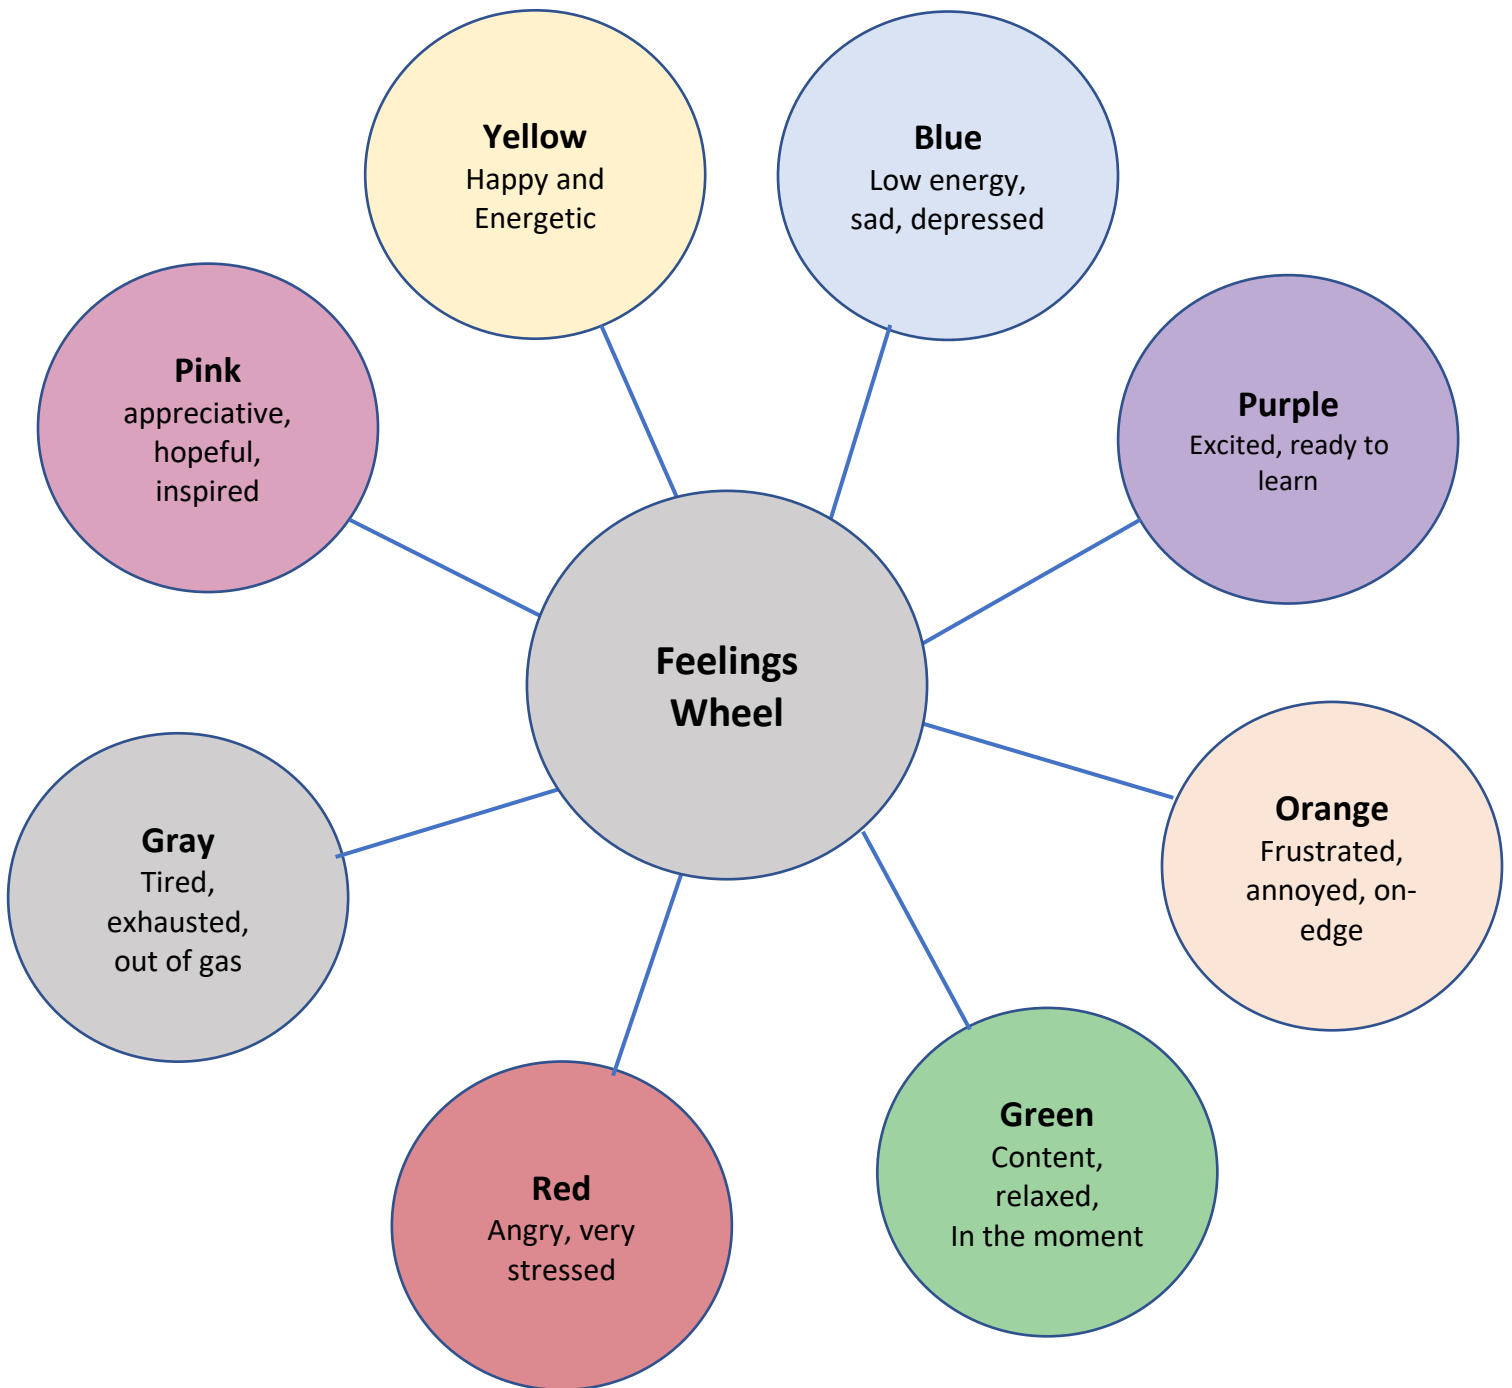 Yellow
Happy and
Energetic
Blue
Low energy,
sad, depressed
Pink
appreciative,
hopeful,
inspired
Purple
Excited, ready to
learn
Feelings
Wheel
Gray
Tired,
exhausted,
out of gas
Orange
Frustrated,
annoyed, on-
edge
Red
Angry, very
stressed
Green
Content,
relaxed,
In the moment